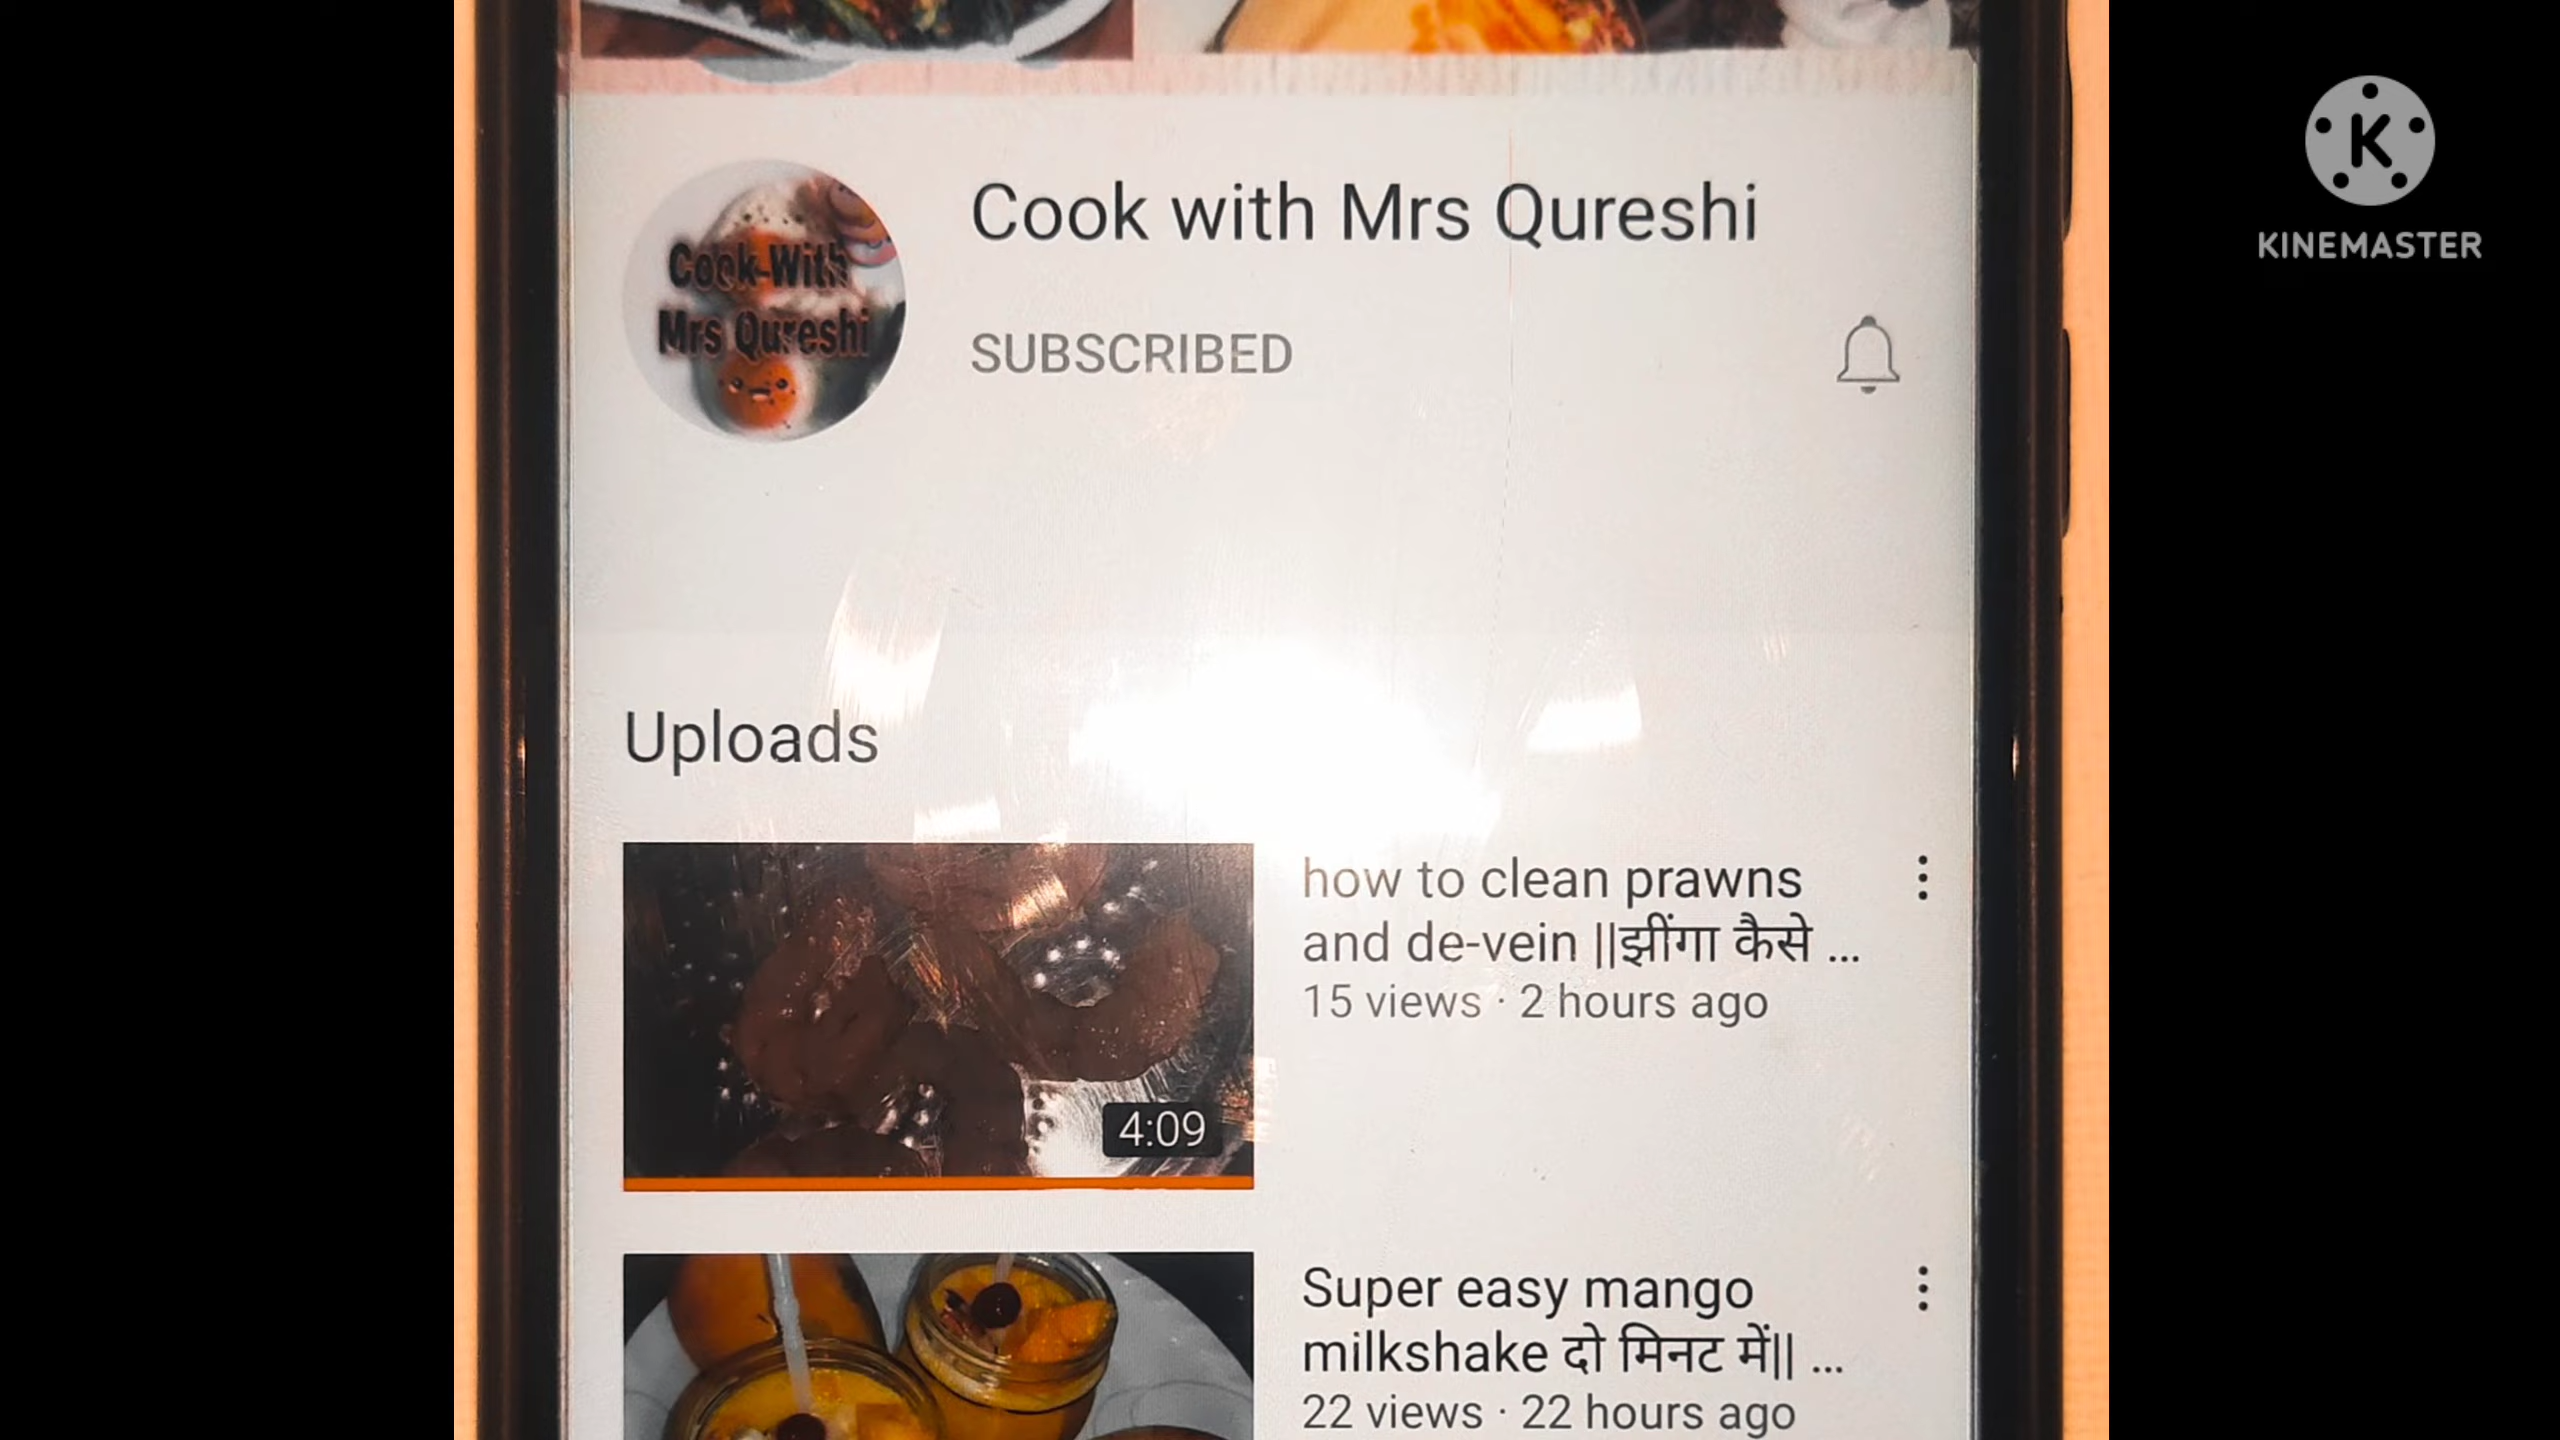 K
KINEMASTER
Cook with Mrs Qureshi
Cook With
Mrs Qureshi
SUBSCRIBED
Uploads
how to clean prawns
and de-vein ||झींगा कैसे ...
15 views · 2 hours ago
4:09
Super easy mango
milkshake दो मिनट में|| ...
22 views · 22 hours ago